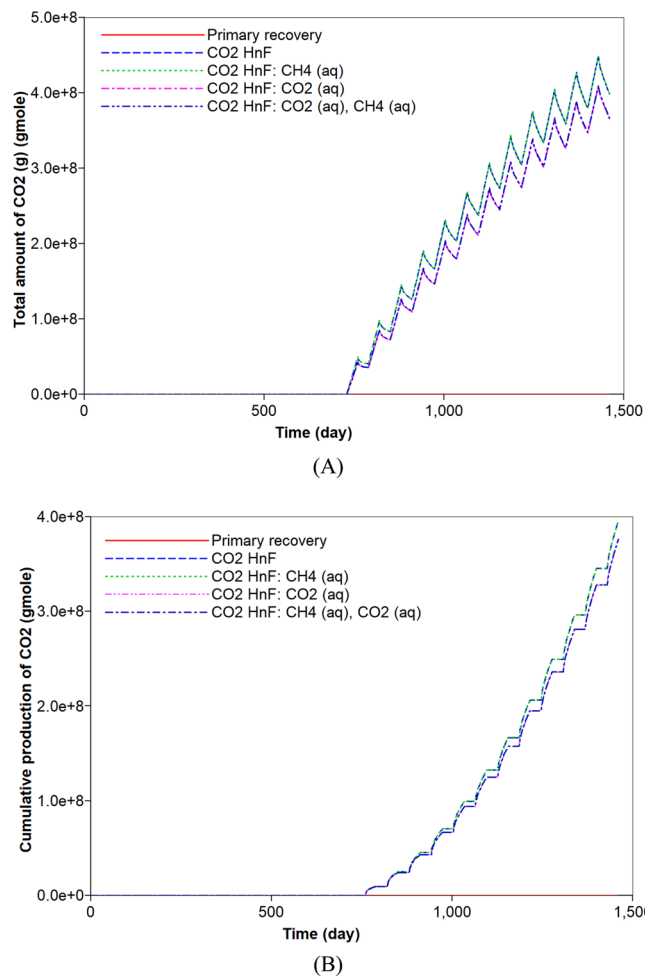 5.0e+8
Primary recovery
CO2 HnF
CO2 HnF: CH4 (aq)
CO2 HnF: CO2 (aq)
CO2 HnF: CO2 (aq), CH4 (aq)
4.0e+8
3.0e+8
2.0e+8
1.0e+8
0.0e+0
Total amount of CO2 (g) (gmole)
0 500 1,000 1,500
Time (day)
(A)
4.0e+8
Primary recovery
CO2 HnF
CO2 HnF: CH4 (aq)
CO2 HnF: CO2 (aq)
CO2 HnF: CH4 (aq), CO2 (aq)
3.0e+8
2.0e+8
1.0e+8
0.0e+0
Cumulative production of CO2 (gmole)
0 500 1,000 1,500
Time (day)
(B)